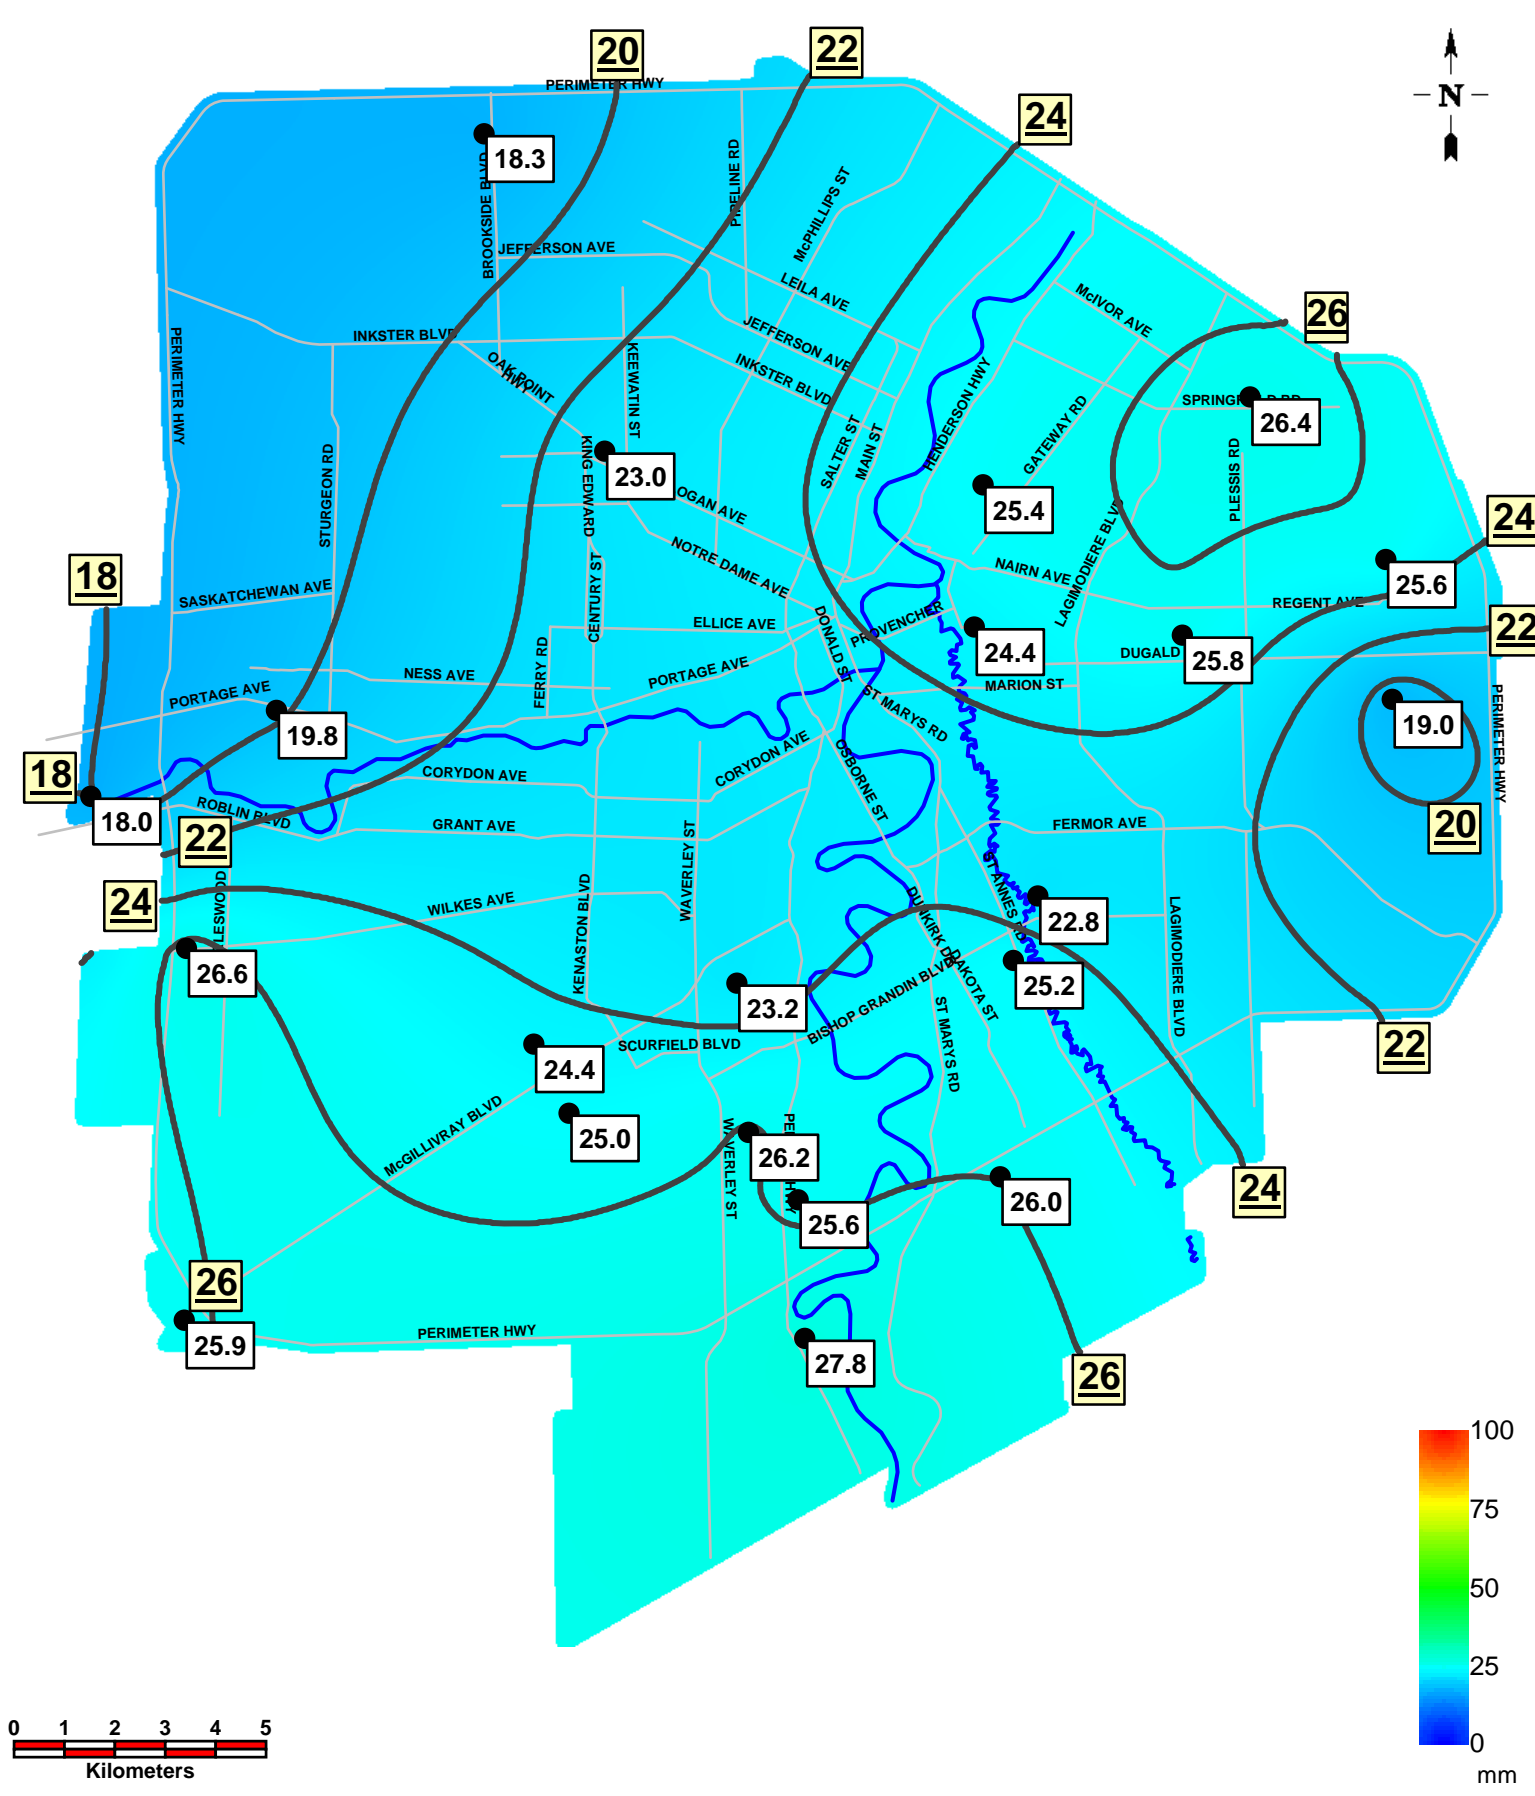 20
22
PERIMETER HWY
N
24
18.3
BROOKSIDE BLVD
PIPELINE RD
McPHILLIPS ST
JEFFERSON AVE
LEILA AVE
McIVOR AVE
26
PERIMETER HWY
INKSTER BLVD
JEFFERSON AVE
OAK POINT
HWY
KEEWATIN ST
INKSTER BLVD
HENDERSON HWY
SPRINGF
D RD
26.4
GATEWAY RD
SALTER ST
MAIN ST
STURGEON RD
KING EDWARD
23.0
OGAN AVE
25.4
PLESSIS RD
LAGIMODIERE BLVD
24
NOTRE DAME AVE
NAIRN AVE
18
25.6
SASKATCHEWAN AVE
CENTURY ST
REGENT AVE
ELLICE AVE
DONALD ST
PROVENCHER
22
24.4
DUGALD
25.8
FERRY RD
NESS AVE
PORTAGE AVE
PORTAGE AVE
MARION ST
ST MARYS RD
19.0
PERIMETER HWY
19.8
CORYDON AVE
18
CORYDON AVE
OSBORNE ST
18.0
ROBLIN BLVD
22
GRANT AVE
FERMOR AVE
20
WAVERLEY ST
24
LESWOOD
WILKES AVE
KENASTON BLVD
ST ANNES RD
DUNKIRK DR
22.8
LAGIMODIERE BLVD
26.6
DAKOTA ST
25.2
23.2
BISHOP GRANDIN BLVD
SCURFIELD BLVD
ST MARYS RD
22
24.4
25.0
McGILLIVRAY BLVD
WAVERLEY ST
PE
HWY
26.2
25.6
26.0
24
26
25.9
PERIMETER HWY
27.8
26
100
75
50
25
0
mm
0 1 2 3 4 5
Kilometers